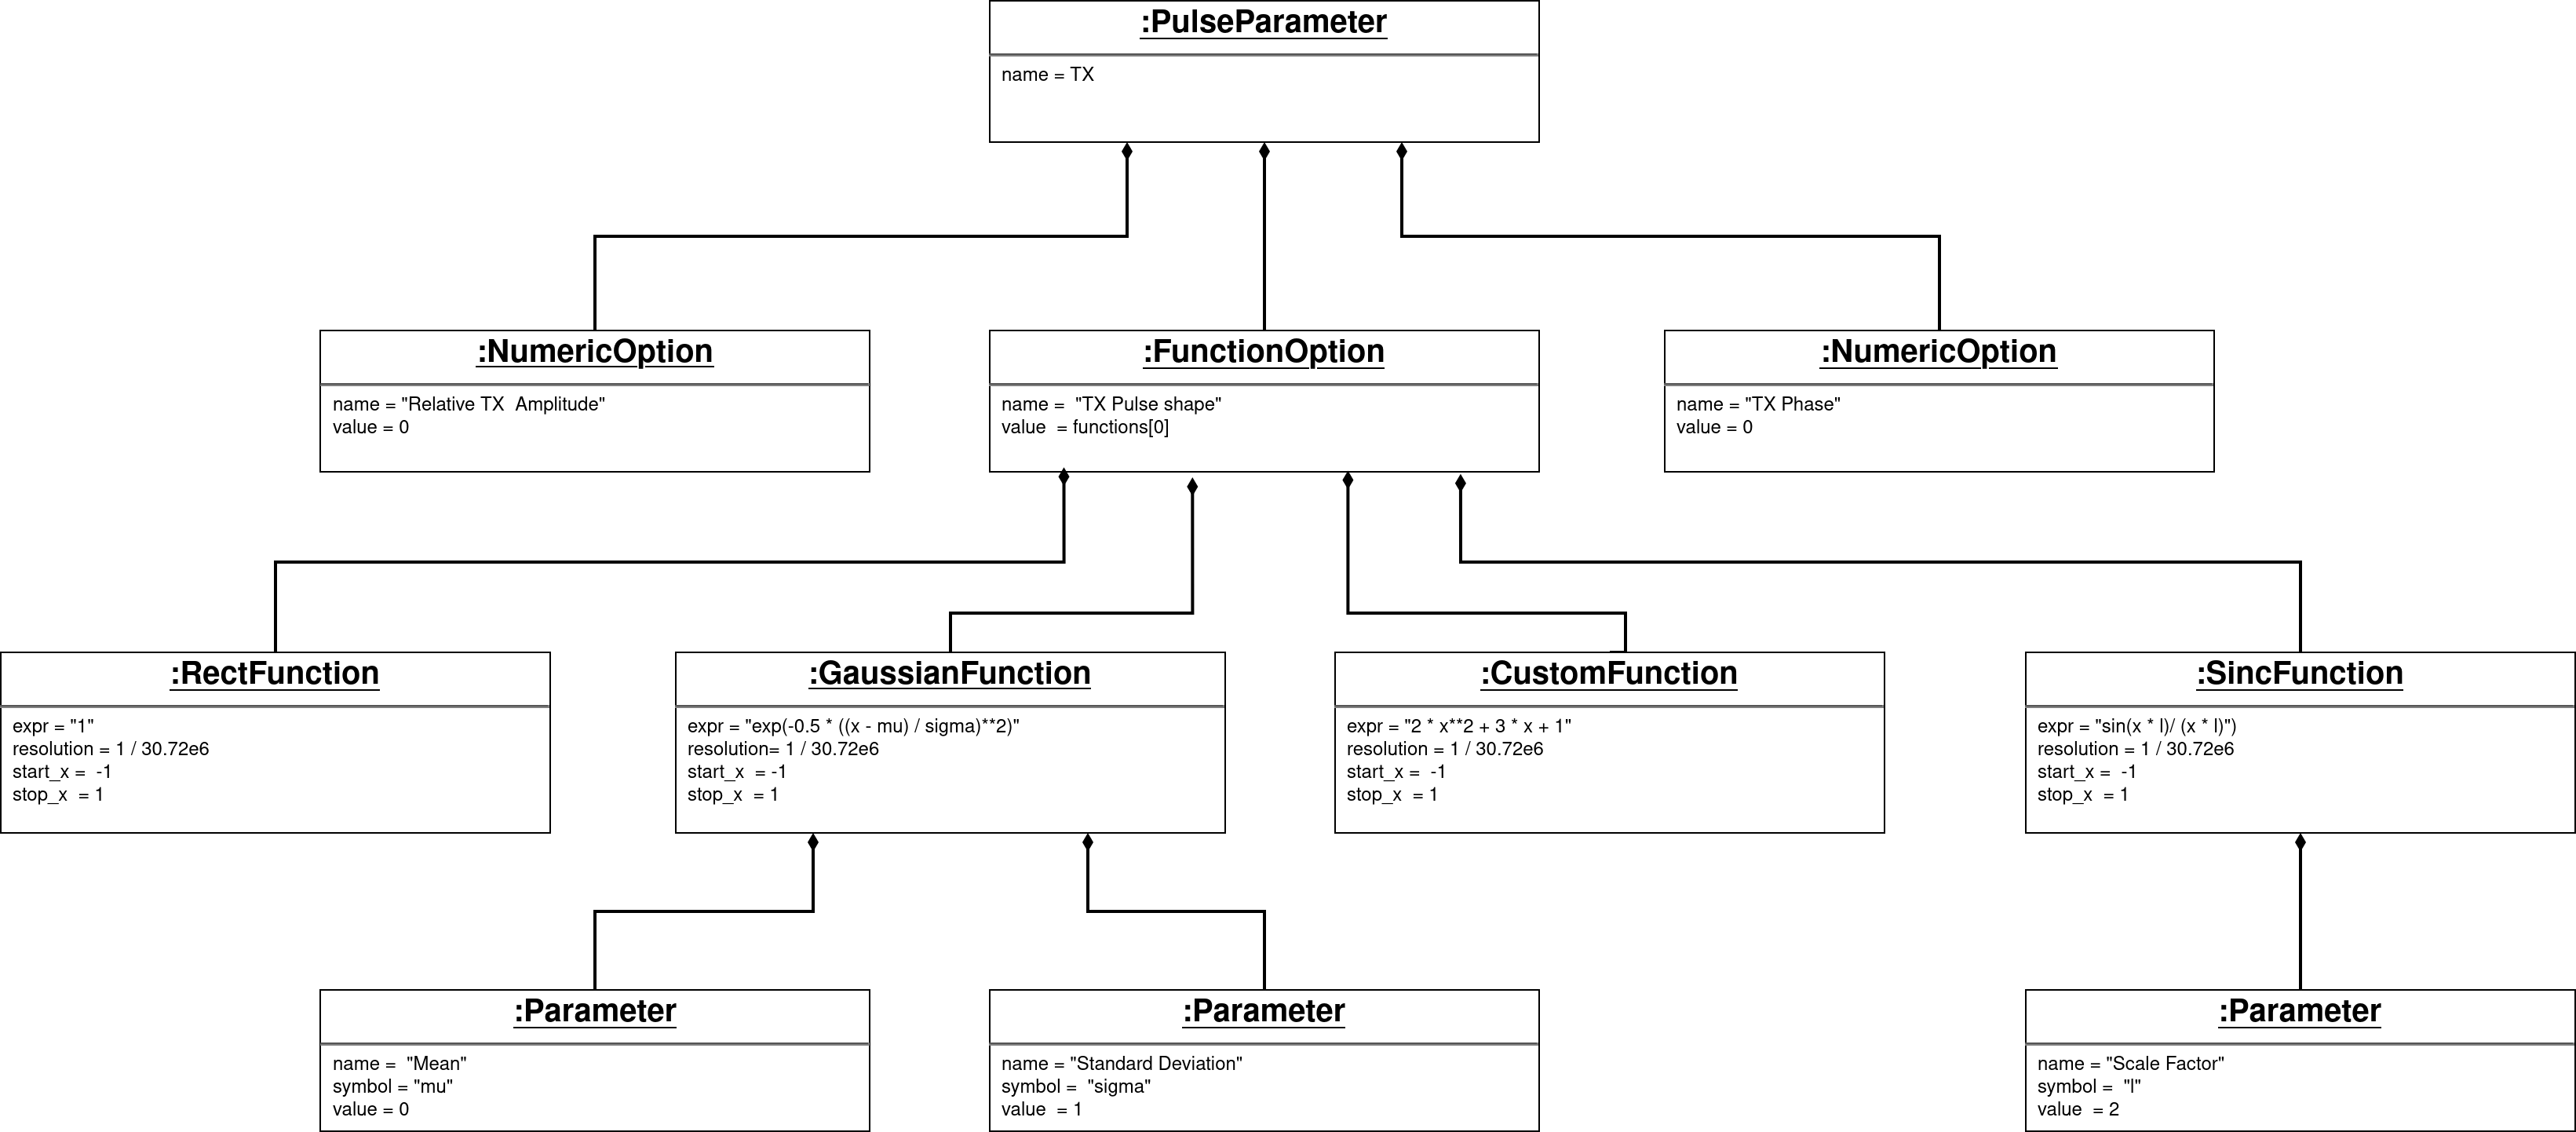 :PulseParameter
name = TX
:NumericOption
name = "Relative TX  Amplitude"
value = 0
:FunctionOption
name =  "TX Pulse shape"
value  = functions[0]
:NumericOption
name = "TX Phase"
value = 0
:RectFunction
expr = "1"
resolution = 1 / 30.72e6
start_x =  -1
stop_x  = 1
:GaussianFunction
expr = "exp(-0.5 * ((x - mu) / sigma)**2)"
resolution= 1 / 30.72e6
start_x  = -1
stop_x  = 1
:CustomFunction
expr = "2 * x**2 + 3 * x + 1"
resolution = 1 / 30.72e6
start_x =  -1
stop_x  = 1
:SincFunction
expr = "sin(x * l)/ (x * l)")
resolution = 1 / 30.72e6
start_x =  -1
stop_x  = 1
:Parameter
name =  "Mean"
symbol = "mu"
value = 0
:Parameter
name = "Standard Deviation"
symbol =  "sigma"
value  = 1
:Parameter
name = "Scale Factor"
symbol =  "l"
value  = 2